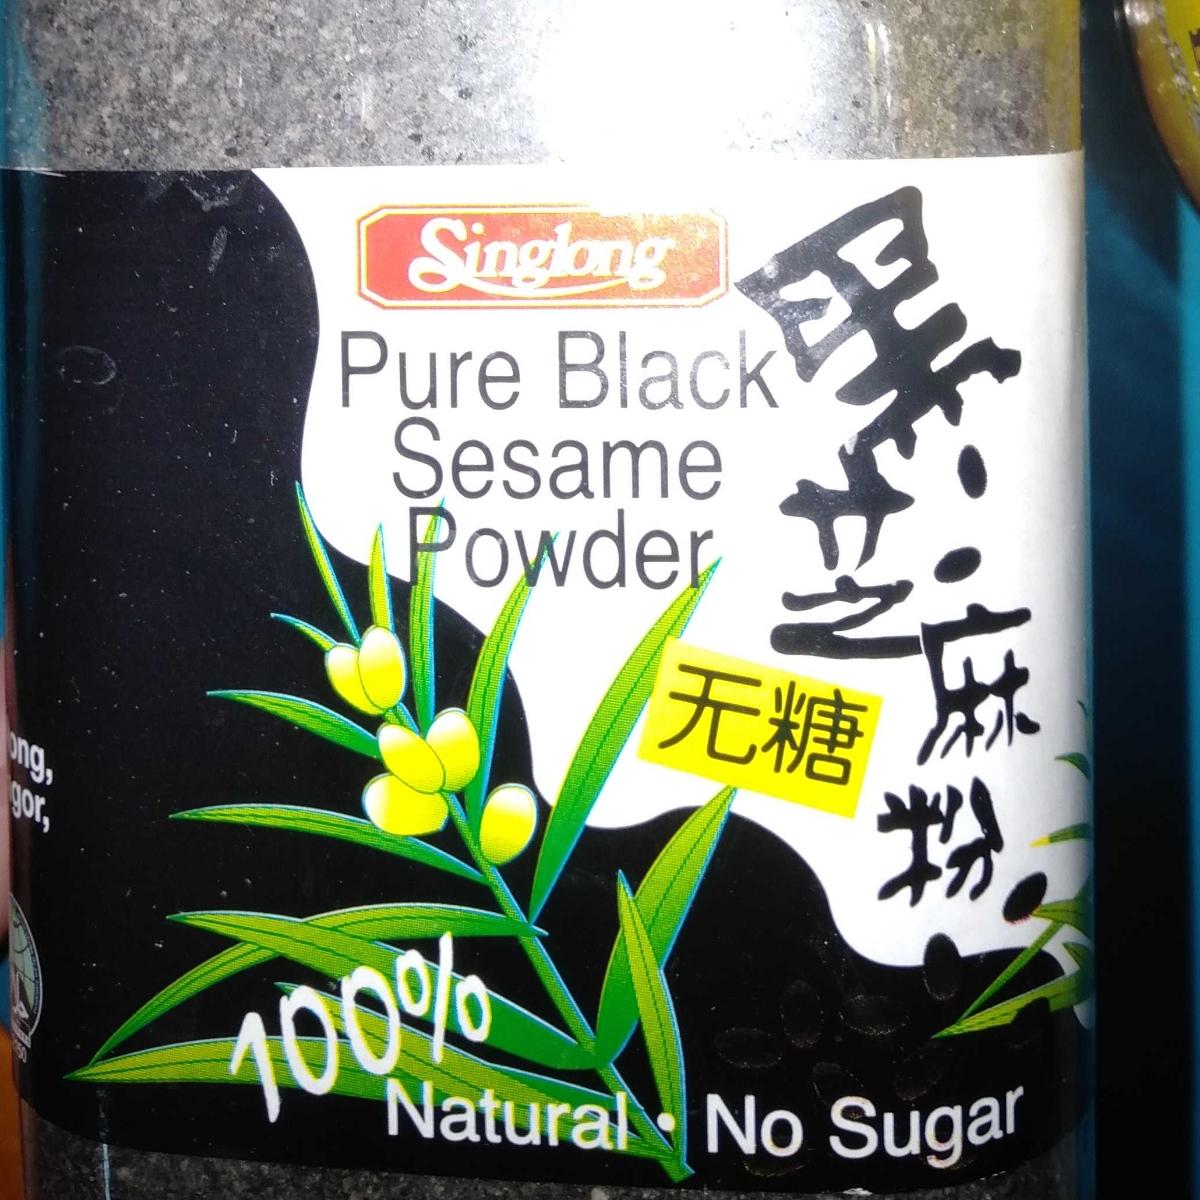 Singlong
Pure Black
Sesame
Powder
黑芝麻粉
无糖
100%
Natural • No Sugar